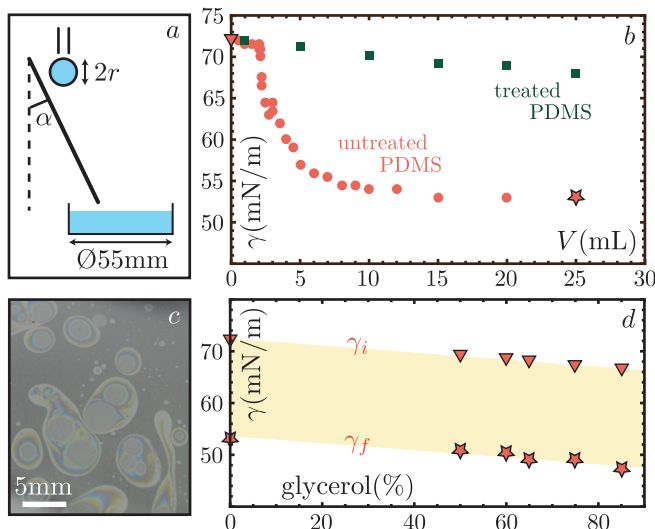 a
2r
α
Ø55mm
b
75
70
65
60
55
γ(mN/m)
treated
PDMS
untreated
PDMS
V(mL)
0
5
10
15
20
25
30
c
5mm
d
70
60
50
γ(mN/m)
γi
γf
glycerol(%)
0
20
40
60
80